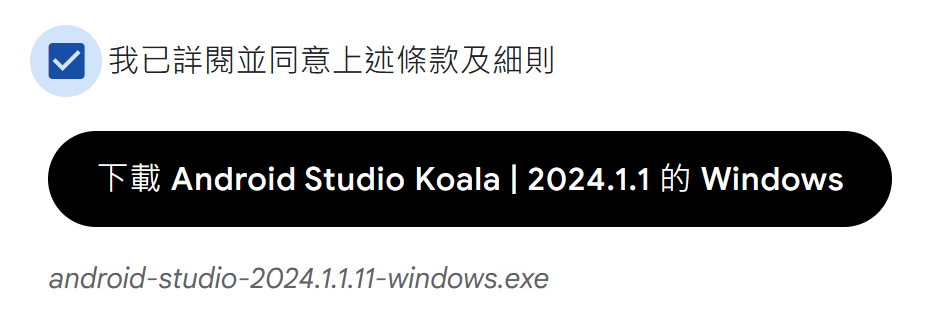 我已詳閱並同意上述條款及細則
下載 Android Studio Koala | 2024.1.1 的 Windows
android-studio-2024.1.1.11-windows.exe